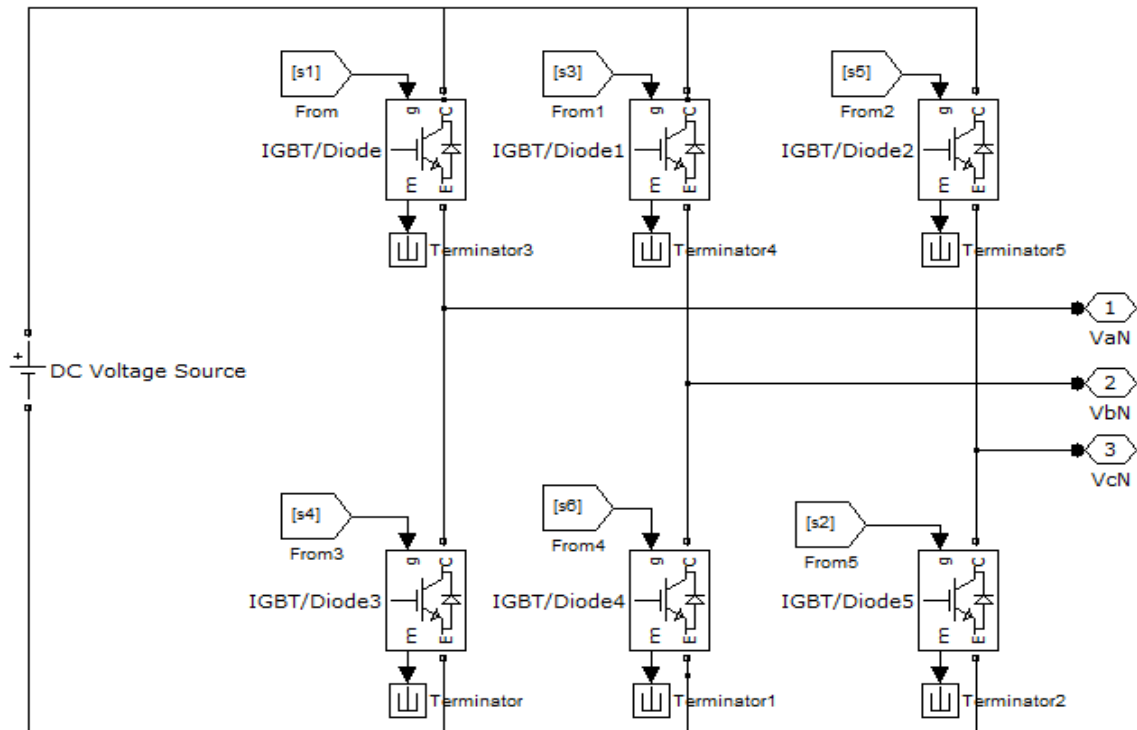 [s1]
[s3]
[s5]
From
From1
From2
g
C
g
C
g
C
IGBT/Diode
IGBT/Diode1
IGBT/Diode2
m
E
m
E
m
E
Terminator3
Terminator4
Terminator5
1
VaN
+
DC Voltage Source
2
VbN
3
VcN
[s4]
[s6]
[s2]
From3
From4
From5
g
C
g
C
g
C
IGBT/Diode3
IGBT/Diode4
IGBT/Diode5
m
E
m
E
m
E
Terminator
Terminator1
Terminator2